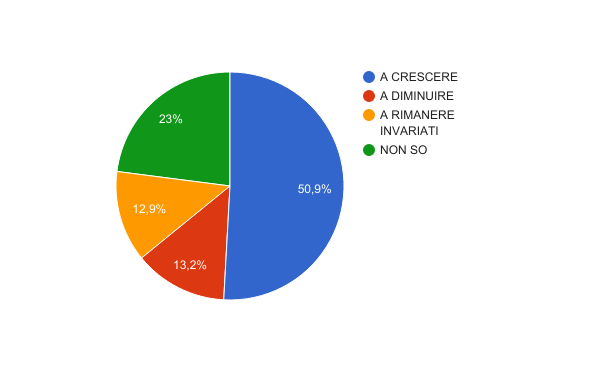 A CRESCERE
A DIMINUIRE
A RIMANERE
INVARIATI
NON SO
23%
50,9%
12,9%
13,2%